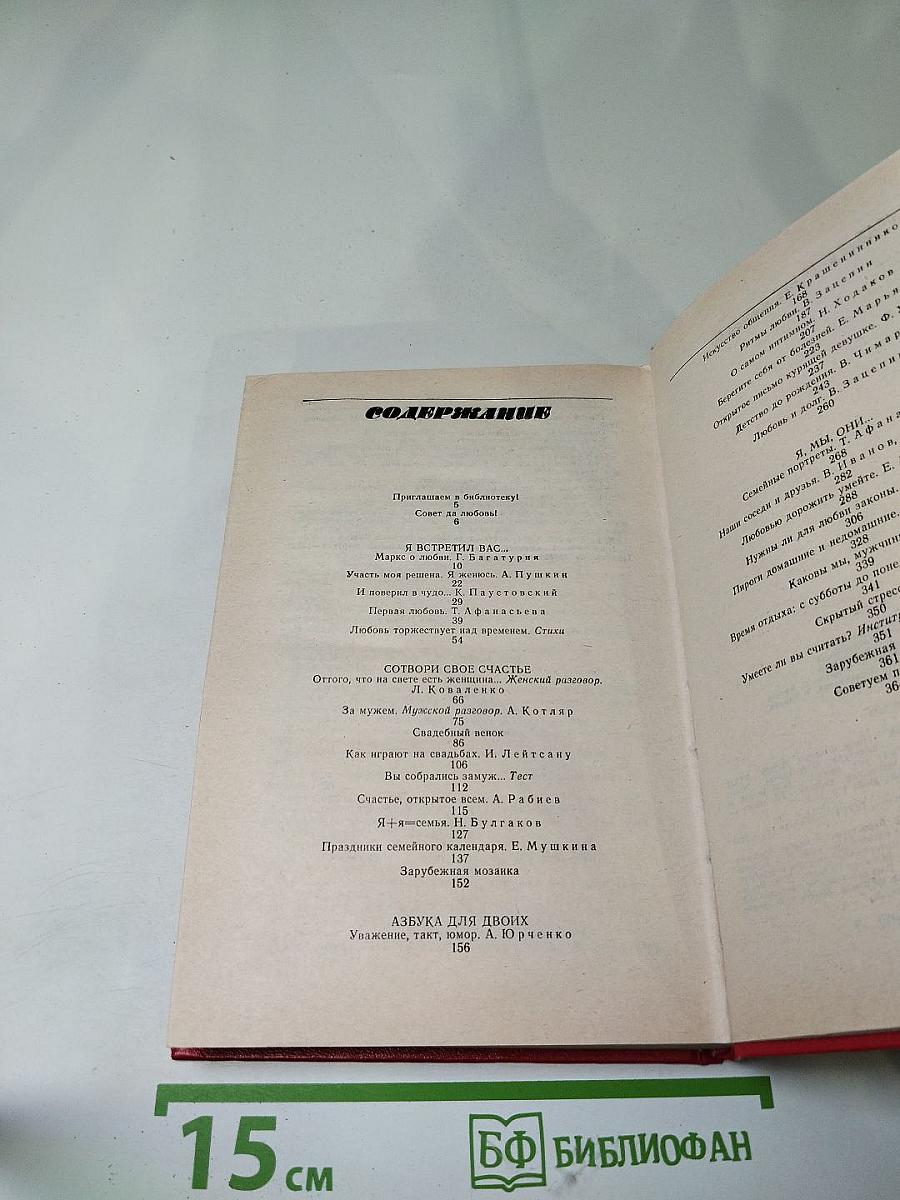 СОДЕРЖАНИЕ
Приглашаем в библиотеку!
5
Совет да любовь!
6
Я ВСТРЕТИЛ ВАС...
Маркс о любви. Г. Багатурия
10
Участь моя решена. Я женюсь. А. Пушкин
22
И поверил в чудо... К. Паустовский
29
Первая любовь. Т. Афанасьева
39
Любовь торжествует над временем. Стихи
54
СОТВОРИ СВОЕ СЧАСТЬЕ
Оттого, что на свете есть женщина... Женский разговор.
Л. Коваленко
66
За мужем. Мужской разговор. А. Котляр
75
Свадебный венок
86
Как играют на свадьбах. И. Лейтсану
106
Вы собрались замуж... Тест
112
Счастье, открытое всем. А. Рабиев
115
Я+я=семья. Н. Булгаков
127
Праздники семейного календаря. Е. Мушкина
137
Зарубежная мозаика
152
АЗБУКА ДЛЯ ДВОИХ
Уважение, такт, юмор. А. Юрченко
156
Искусство общения. Е.
168
Ритмы любви. В. Зацепин
187
О самом интимном. Н. Ходаков
207
Берегите себя от болезней. Е. Марья
223
Открытое письмо курящей девушке. Ф.
237
Детство до рождения. В. Чимар
243
Любовь и долг. В. Зацепин
260
Я, МЫ, ОНИ...
Семейные портреты. Т. Афана
268
Наши соседи и друзья. В. Иванов,
282
Любовью дорожить умейте. Е.
288
Нужны ли для любви законы.
306
Пироги домашние и недомашние.
328
Каковы мы, мужчин
339
Время отдыха: с субботы до поне
341
Скрытый стресс
350
Умеете ли вы считать? Инстит
351
Зарубежная
361
Советуем п
36
15 см
БФ БИБЛИОФАН